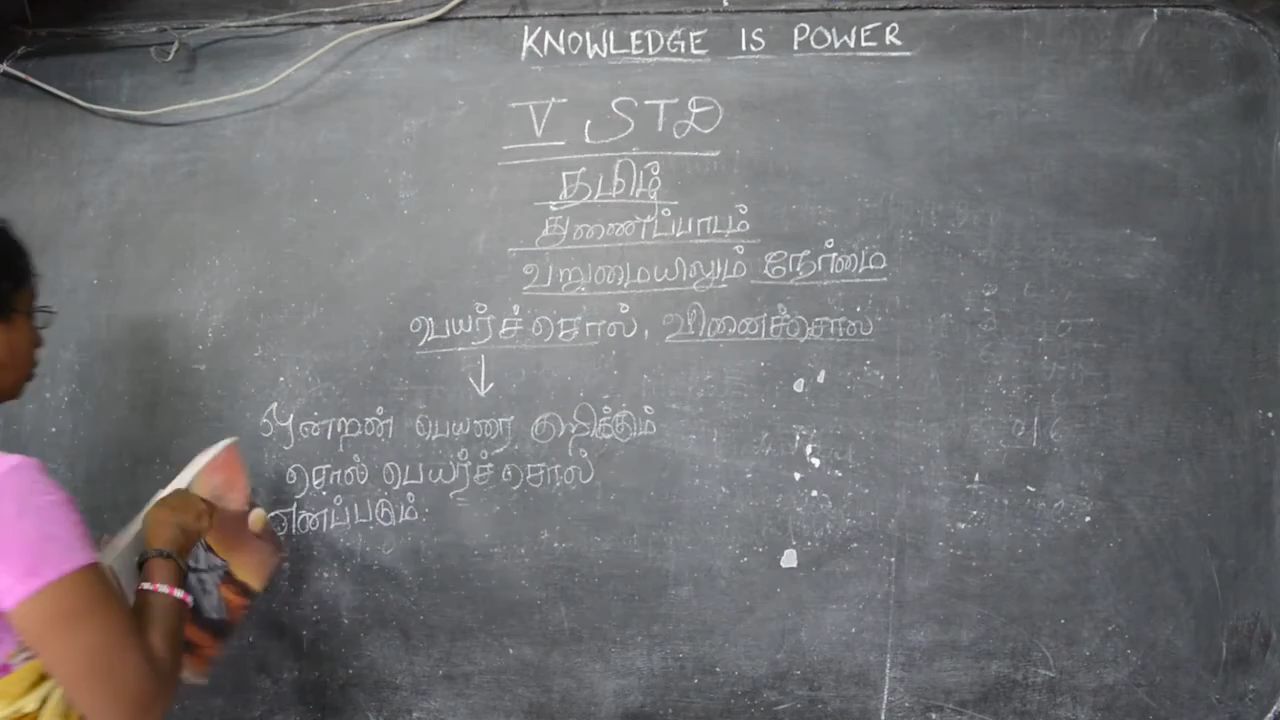 KNOWLEDGE IS POWER
V STD
தமிழ்
துணைப்பாடம்
வறுமையிலும் நேர்மை
பெயர்ச்சொல், வினைச்சொல்
ஒன்றன் பெயரை குறிக்கும்
சொல் பெயர்ச்சொல்
எனப்படும்.